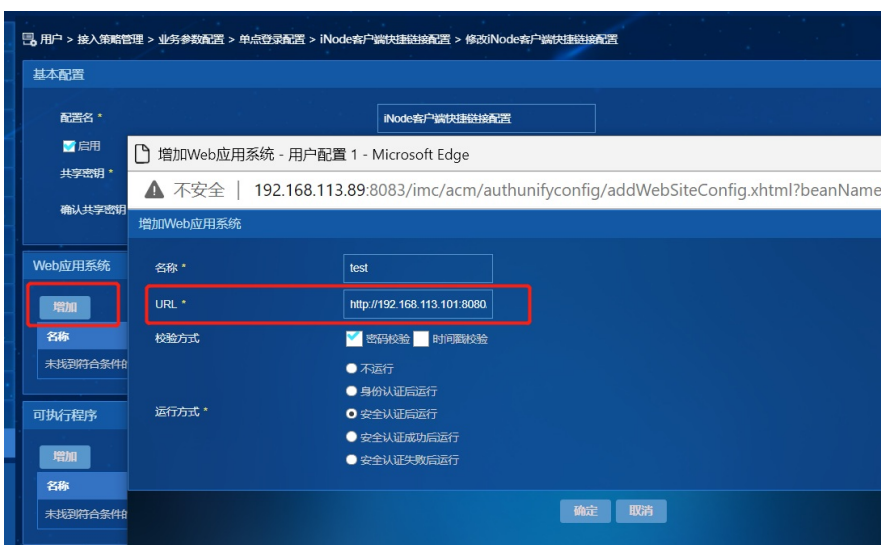 用户 > 接入策略管理 > 业务参数配置 > 单点登录配置 > iNode客户端快捷链接配置 > 修改iNode客户端快捷链接配置
基本配置
配置名 *
iNode客户端快捷链接配置
启用
共享密钥 *
确认共享密钥
增加Web应用系统 - 用户配置 1 - Microsoft Edge
不安全 | 192.168.113.89:8083/imc/acm/authunifyconfig/addWebSiteConfig.xhtml?beanName
增加Web应用系统
名称 *
test
URL *
http://192.168.113.101:8080.
校验方式
密码校验
时间戳校验
运行方式 *
不运行
身份认证后运行
安全认证后运行
安全认证成功后运行
安全认证失败后运行
确定
取消
Web应用系统
增加
名称
未找到符合条件的
可执行程序
增加
名称
未找到符合条件的